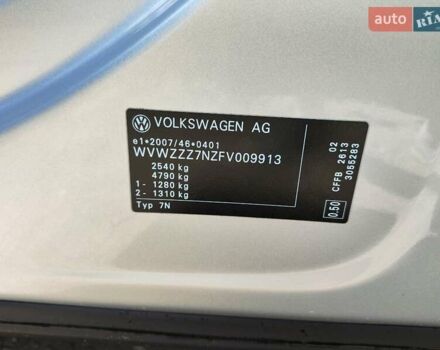 auto RIA
VOLKSWAGEN AG
e1*2007/46*0401
WVWZZZ7NZFV009913
2540 kg
4790 kg
1- 1280 kg
2- 1310 kg
Typ 7N
02
CFFB 2613
3055283
0.50